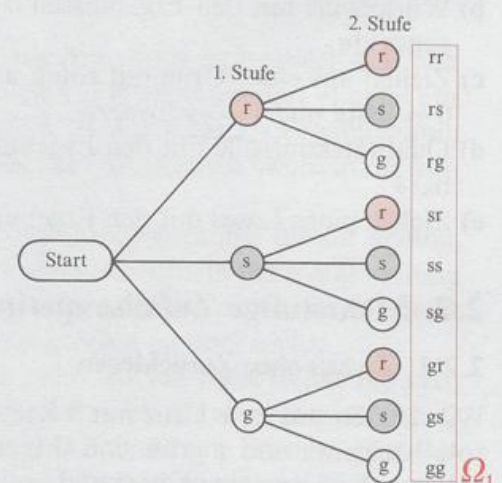 2. Stufe
1. Stufe
r rr
r s rs
g rg
r sr
Start s s ss
g sg
r gr
g s gs
g gg
Ω₁